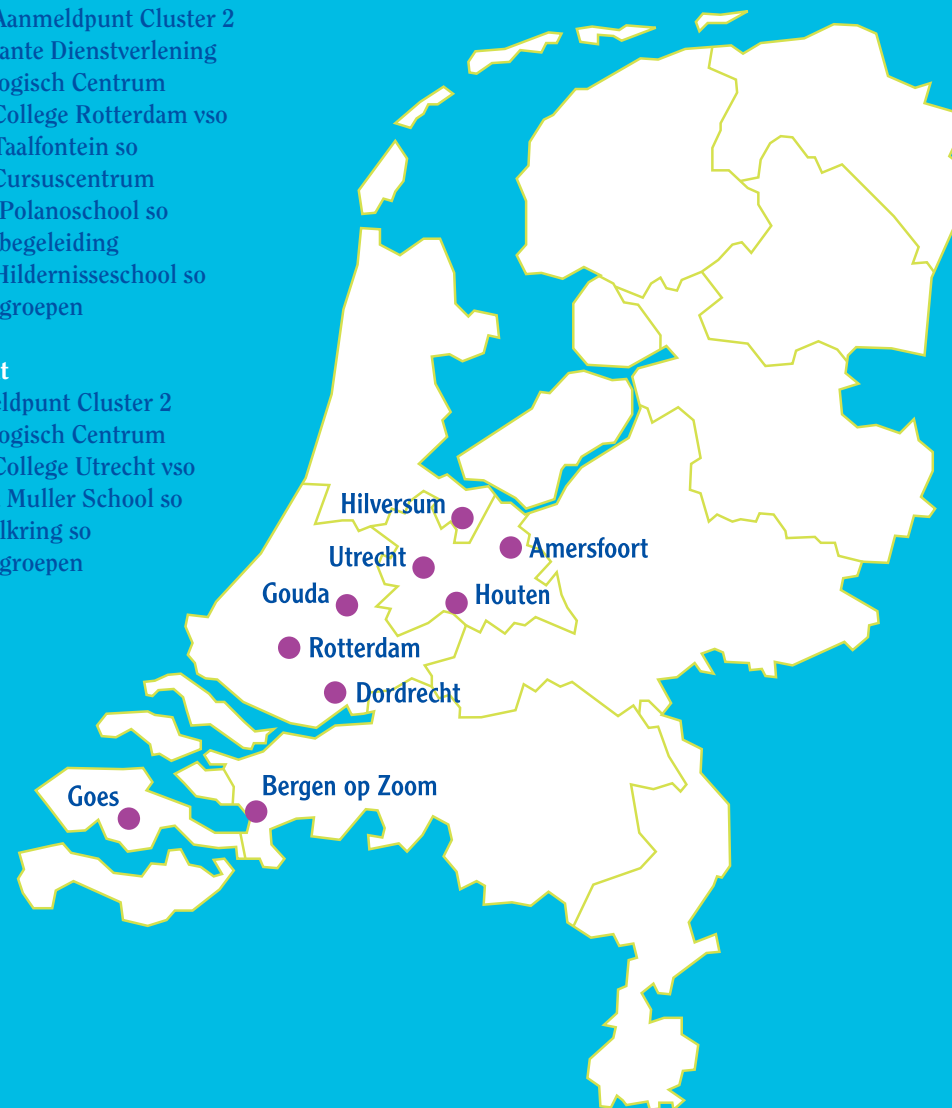 Aanmeldpunt Cluster 2
ante Dienstverlening
ogisch Centrum
College Rotterdam vso
Taalfontein so
Cursuscentrum
Polanoschool so
begeleiding
Hildernisseschool so
groepen
t
eldpunt Cluster 2
ogisch Centrum
College Utrecht vso
Muller School so
lkring so
groepen
Hilversum
Amersfoort
Utrecht
Gouda
Houten
Rotterdam
Dordrecht
Goes
Bergen op Zoom